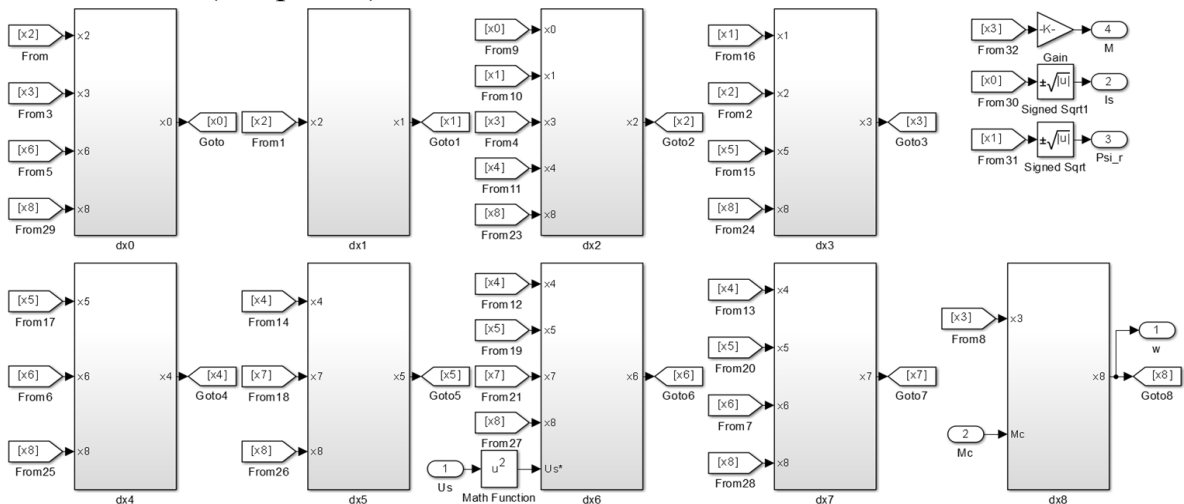 [x2]
x2
From
[x3]
x3
From3
[x6]
x6
From5
[x8]
x8
From29
x0
[x0]
Goto
dx0
[x2]
x2
From1
x1
[x1]
Goto1
dx1
[x0]
x0
From9
[x1]
x1
From10
[x3]
x3
From4
[x4]
x4
From11
[x8]
x8
From23
x2
[x2]
Goto2
dx2
[x1]
x1
From16
[x2]
x2
From2
[x5]
x5
From15
[x8]
x8
From24
x3
[x3]
Goto3
dx3
[x3]
From32
-K-
Gain
4
M
[x0]
From30
±√|u|
Signed Sqrt1
2
Is
[x1]
From31
±√|u|
Signed Sqrt
3
Psi_r
[x5]
x5
From17
[x6]
x6
From6
[x8]
x8
From25
x4
[x4]
Goto4
dx4
[x4]
x4
From14
[x7]
x7
From18
[x8]
x8
From26
x5
[x5]
Goto5
dx5
[x4]
x4
From12
[x5]
x5
From19
[x7]
x7
From21
[x8]
x8
From27
1
Us
u²
Math Function
Us*
x6
[x6]
Goto6
dx6
[x4]
x4
From13
[x5]
x5
From20
[x6]
x6
From7
[x8]
x8
From28
x7
[x7]
Goto7
dx7
[x3]
x3
From8
2
Mc
Mc
x8
1
w
[x8]
Goto8
dx8